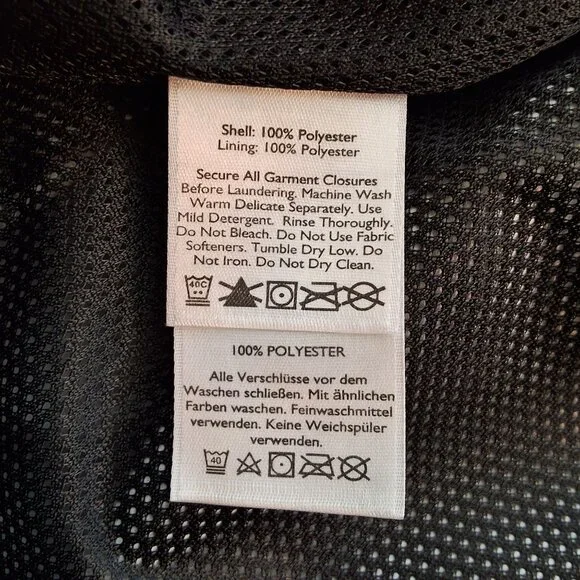 Shell: 100% Polyester
Lining: 100% Polyester
Secure All Garment Closures
Before Laundering. Machine Wash
Warm Delicate Separately. Use
Mild Detergent. Rinse Thoroughly.
Do Not Bleach. Do Not Use Fabric
Softeners. Tumble Dry Low. Do
Not Iron. Do Not Dry Clean.
40C
100% POLYESTER
Alle Verschlüsse vor dem
Waschen schließen. Mit ähnlichen
Farben waschen. Feinwaschmittel
verwenden. Keine Weichspüler
verwenden.
40